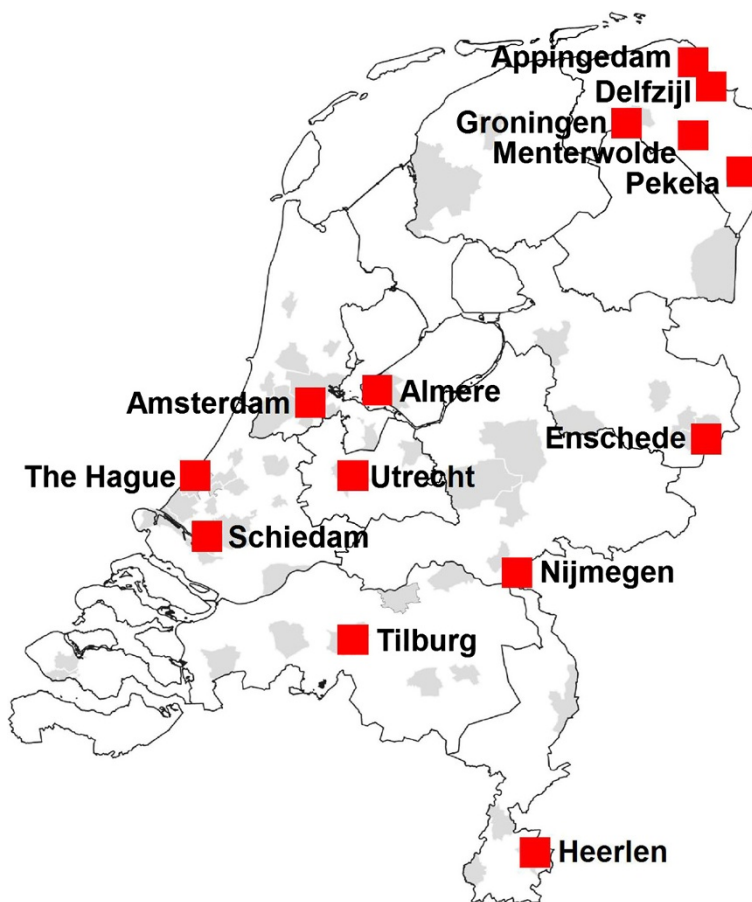 Appingedam
Delfzijl
Groningen
Menterwolde
Pekela
Amsterdam
Almere
Enschede
The Hague
Utrecht
Schiedam
Nijmegen
Tilburg
Heerlen